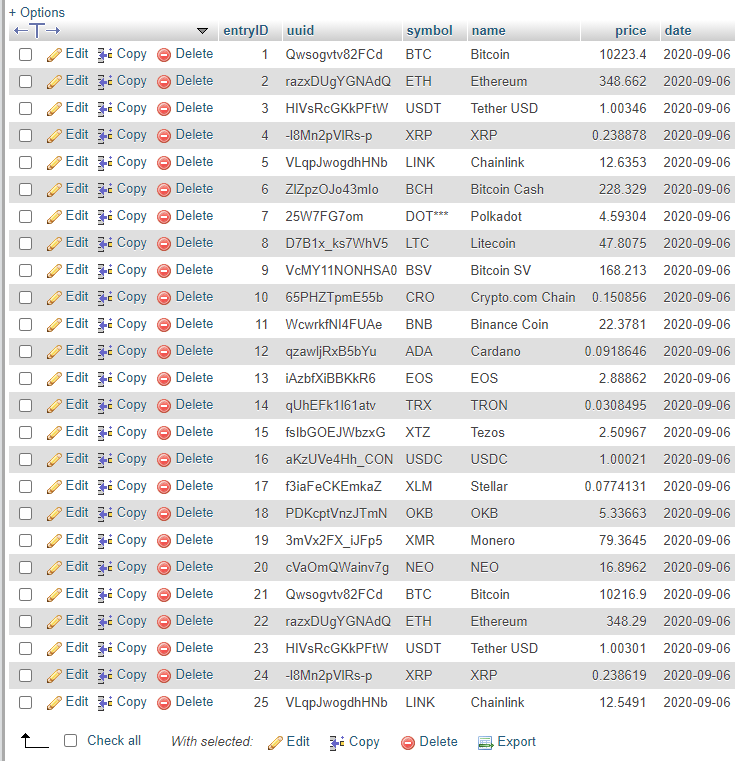 + Options
entryID uuid symbol name price date
Edit Copy Delete 1 Qwsogvtv82FCd BTC Bitcoin 10223.4 2020-09-06
Edit Copy Delete 2 razxDUgYGNAdQ ETH Ethereum 348.662 2020-09-06
Edit Copy Delete 3 HIVsRcGKkPFtW USDT Tether USD 1.00346 2020-09-06
Edit Copy Delete 4 -l8Mn2pVlRs-p XRP XRP 0.238878 2020-09-06
Edit Copy Delete 5 VLqpJwogdhHNb LINK Chainlink 12.6353 2020-09-06
Edit Copy Delete 6 ZlZpzOJo43mIo BCH Bitcoin Cash 228.329 2020-09-06
Edit Copy Delete 7 25W7FG7om DOT*** Polkadot 4.59304 2020-09-06
Edit Copy Delete 8 D7B1x_ks7WhV5 LTC Litecoin 47.8075 2020-09-06
Edit Copy Delete 9 VcMY11NONHSA0 BSV Bitcoin SV 168.213 2020-09-06
Edit Copy Delete 10 65PHZTpmE55b CRO Crypto.com Chain 0.150856 2020-09-06
Edit Copy Delete 11 WcwrkfNI4FUAe BNB Binance Coin 22.3781 2020-09-06
Edit Copy Delete 12 qzawljRxB5bYu ADA Cardano 0.0918646 2020-09-06
Edit Copy Delete 13 iAzbfXiBBKkR6 EOS EOS 2.88862 2020-09-06
Edit Copy Delete 14 qUhEFk1I61atv TRX TRON 0.0308495 2020-09-06
Edit Copy Delete 15 fsIbGOEJWbzxG XTZ Tezos 2.50967 2020-09-06
Edit Copy Delete 16 aKzUVe4Hh_CON USDC USDC 1.00021 2020-09-06
Edit Copy Delete 17 f3iaFeCKEmkaZ XLM Stellar 0.0774131 2020-09-06
Edit Copy Delete 18 PDKcptVnzJTmN OKB OKB 5.33663 2020-09-06
Edit Copy Delete 19 3mVx2FX_iJFp5 XMR Monero 79.3645 2020-09-06
Edit Copy Delete 20 cVaOmQWainv7g NEO NEO 16.8962 2020-09-06
Edit Copy Delete 21 Qwsogvtv82FCd BTC Bitcoin 10216.9 2020-09-06
Edit Copy Delete 22 razxDUgYGNAdQ ETH Ethereum 348.29 2020-09-06
Edit Copy Delete 23 HIVsRcGKkPFtW USDT Tether USD 1.00301 2020-09-06
Edit Copy Delete 24 -l8Mn2pVlRs-p XRP XRP 0.238619 2020-09-06
Edit Copy Delete 25 VLqpJwogdhHNb LINK Chainlink 12.5491 2020-09-06
Check all With selected: Edit Copy Delete Export